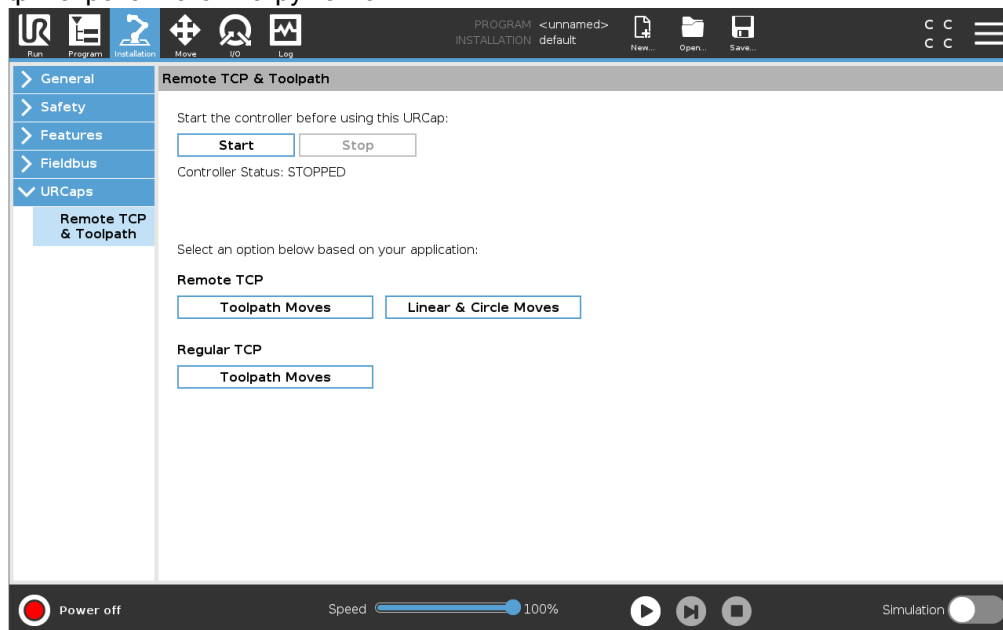 PROGRAM <unnamed>
INSTALLATION default
C C
C C
Run Program Installation Move I/O Log New... Open... Save...
General
Safety
Features
Fieldbus
URCaps
Remote TCP
& Toolpath
Remote TCP & Toolpath
Start the controller before using this URCap:
Start Stop
Controller Status: STOPPED
Select an option below based on your application:
Remote TCP
Toolpath Moves Linear & Circle Moves
Regular TCP
Toolpath Moves
Power off Speed 100% Simulation